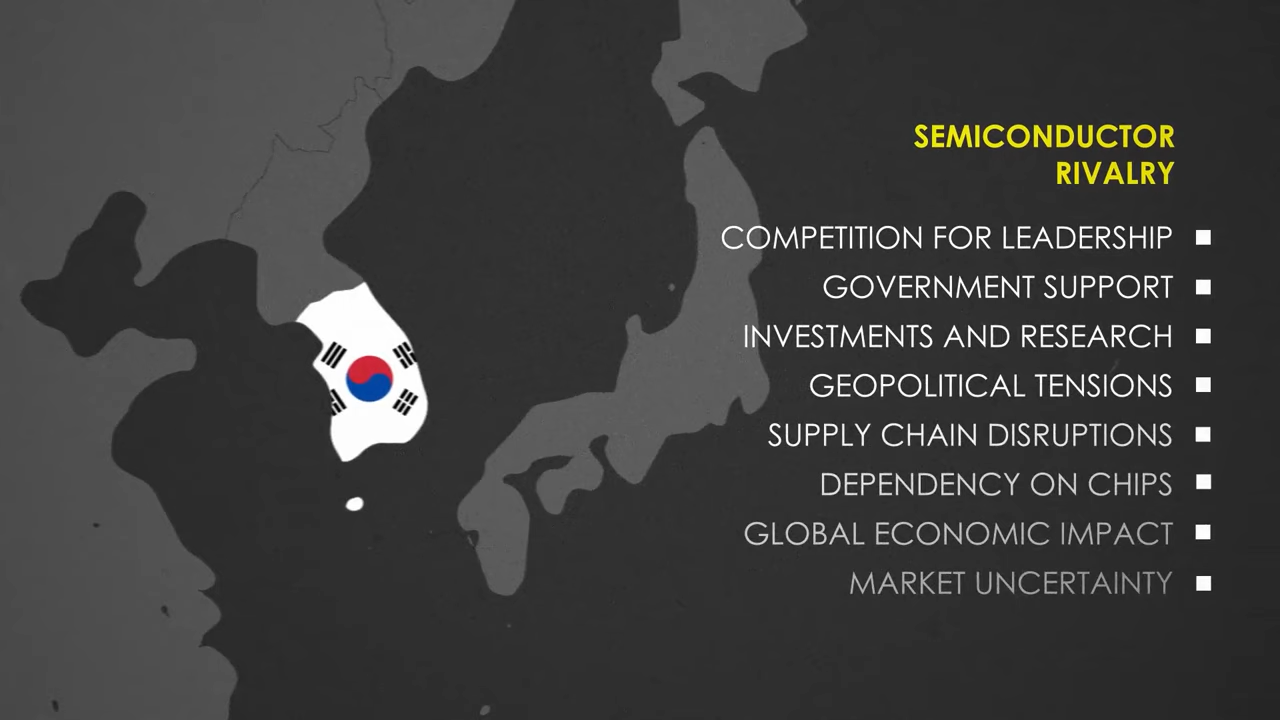 SEMICONDUCTOR
RIVALRY
COMPETITION FOR LEADERSHIP
GOVERNMENT SUPPORT
INVESTMENTS AND RESEARCH
GEOPOLITICAL TENSIONS
SUPPLY CHAIN DISRUPTIONS
DEPENDENCY ON CHIPS
GLOBAL ECONOMIC IMPACT
MARKET UNCERTAINTY